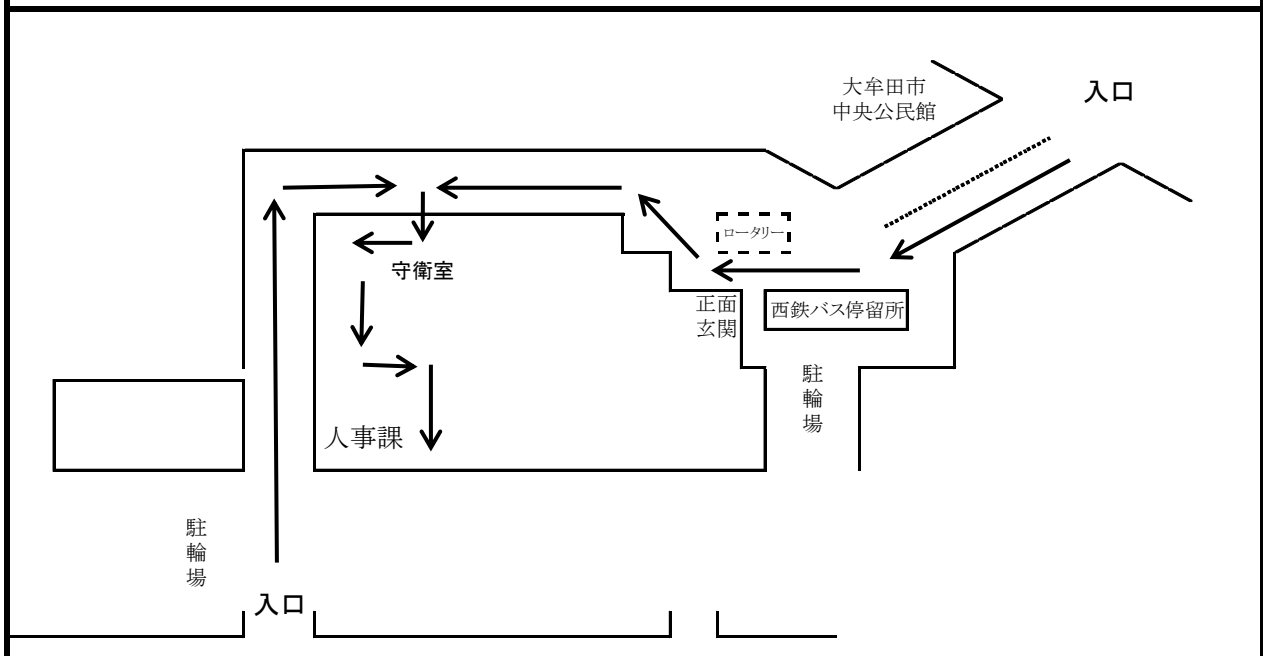 大牟田市
中央公民館
入口
ロータリー
守衛室
正面
玄関
西鉄バス停留所
駐輪場
人事課
駐輪場
入口